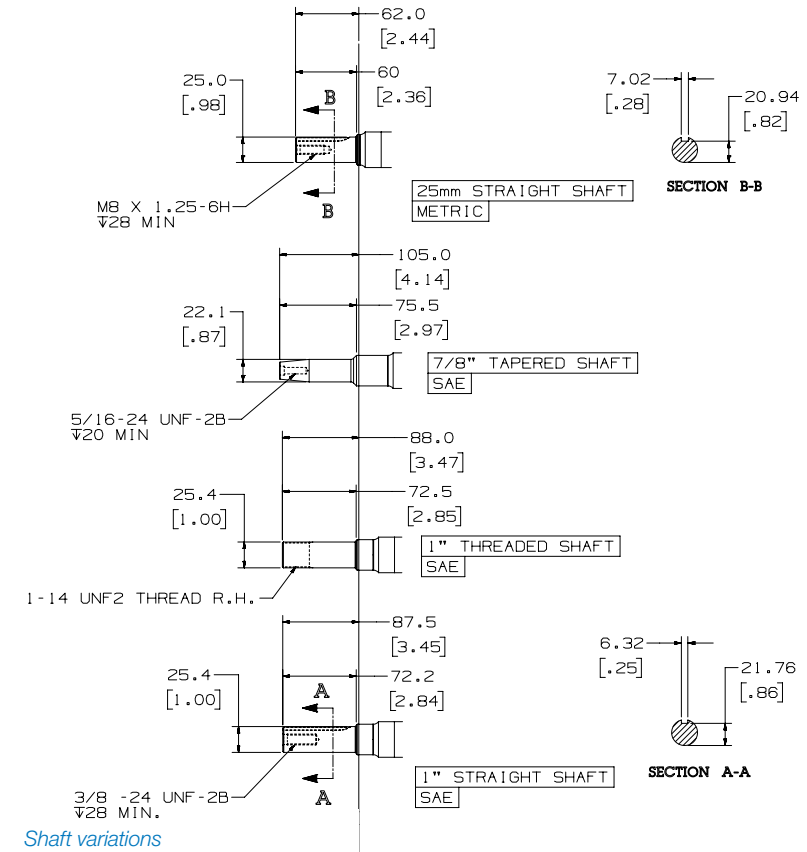 62.0
[2.44]
60
[2.36]
25.0
[.98]
B
B
M8 X 1.25-6H
↧28 MIN
25mm STRAIGHT SHAFT
METRIC
7.02
[.28]
20.94
[.82]
SECTION B-B
105.0
[4.14]
75.5
[2.97]
22.1
[.87]
7/8" TAPERED SHAFT
SAE
5/16-24 UNF-2B
↧20 MIN
88.0
[3.47]
72.5
[2.85]
25.4
[1.00]
1" THREADED SHAFT
SAE
1-14 UNF2 THREAD R.H.
87.5
[3.45]
72.2
[2.84]
25.4
[1.00]
A
A
3/8 -24 UNF-2B
↧28 MIN.
1" STRAIGHT SHAFT
SAE
6.32
[.25]
21.76
[.86]
SECTION A-A
Shaft variations